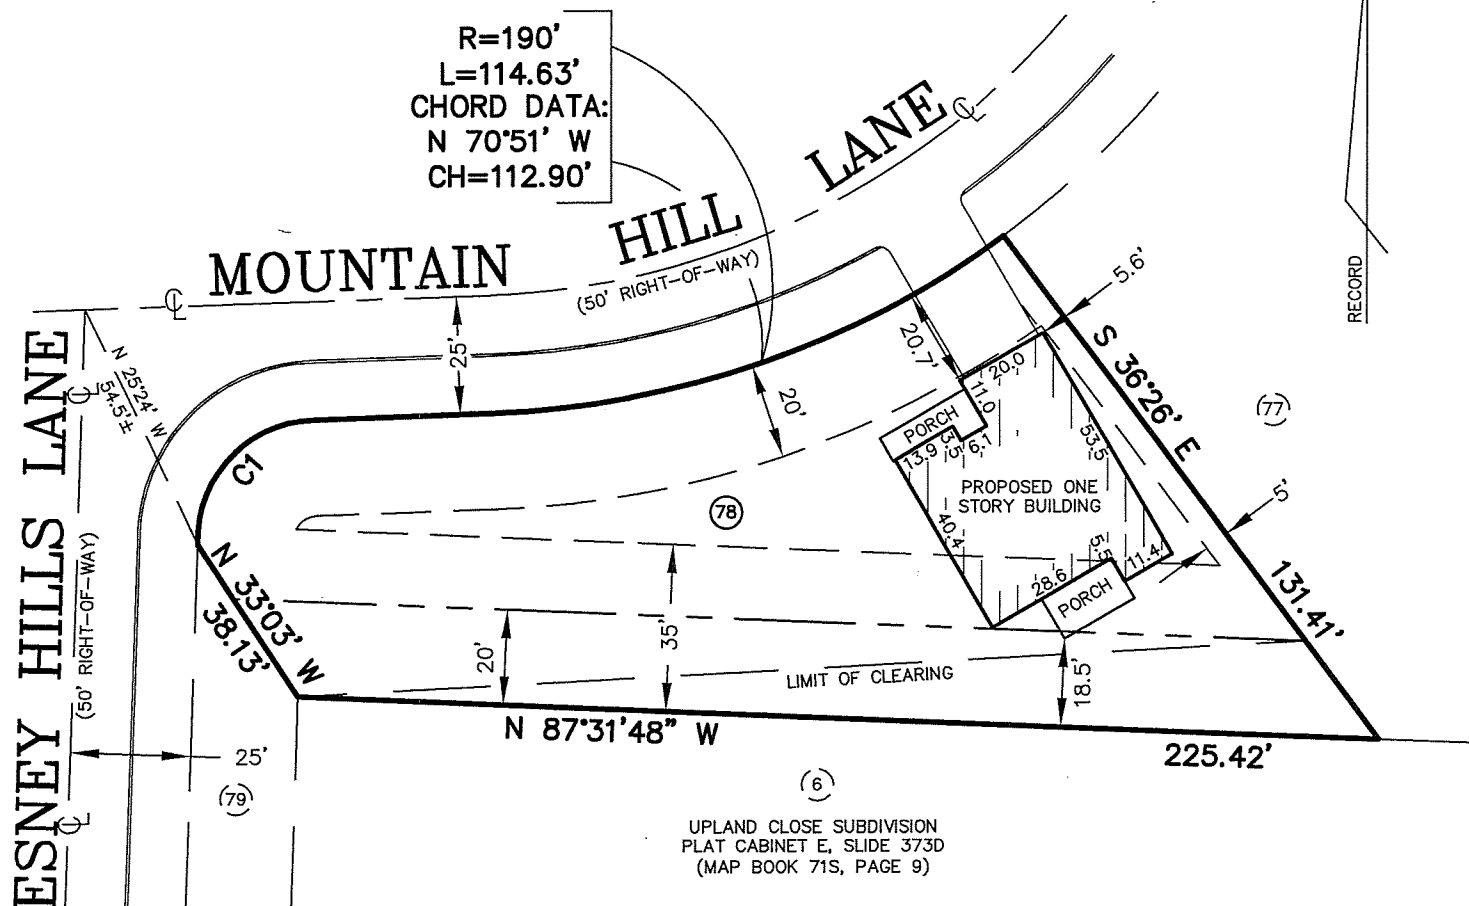 R=190'
L=114.63'
CHORD DATA:
N 70°51' W
CH=112.90'
MOUNTAIN HILL LANE
(50' RIGHT-OF-WAY)
ESNEY HILLS LANE
(50' RIGHT-OF-WAY)
N 25°24' W
54.5'±
25'
20'
20.7'
5.6'
S 36°26' E
131.41'
RECORD
77
C1
20.0
11.0
PORCH
13.9
3.5
6.1
53.5
PROPOSED ONE
STORY BUILDING
78
40.4
5.5
11.4
28.6
PORCH
5'
N 33°03' W
38.13'
20'
35'
18.5'
LIMIT OF CLEARING
N 87°31'48" W
225.42'
25'
79
6
UPLAND CLOSE SUBDIVISION
PLAT CABINET E, SLIDE 373D
(MAP BOOK 71S, PAGE 9)